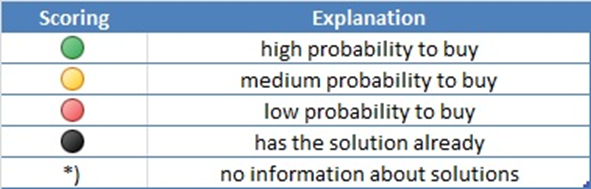 Scoring Explanation
high probability to buy
medium probability to buy
low probability to buy
has the solution already
*) no information about solutions